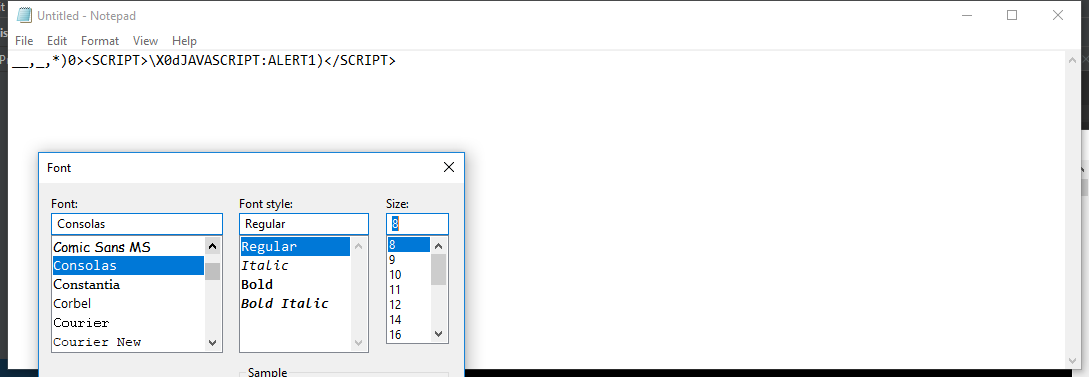 Untitled - Notepad
File Edit Format View Help
__,_,*)0><SCRIPT>\X0dJAVASCRIPT:ALERT1)</SCRIPT>
Font
Font: Font style: Size:
Consolas Regular 8
Comic Sans MS Regular 8
Consolas Italic 9
Constantia Bold 10
Corbel Bold Italic 11
Courier 12
Courier New 14
16
Sample